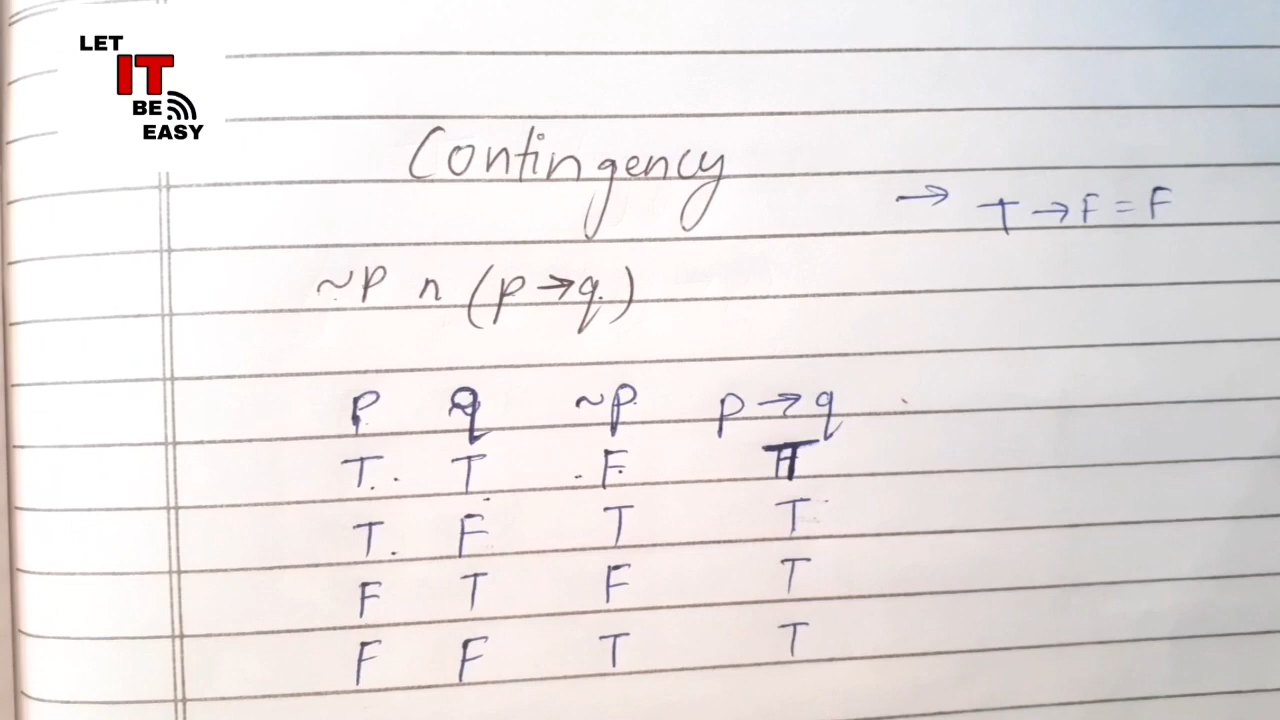 LET
IT
BE
EASY
Contingency
→ T → F = F
~p ∩ (p → q)
p q ~p p → q
T T F T
T F T T
F T F T
F F T T